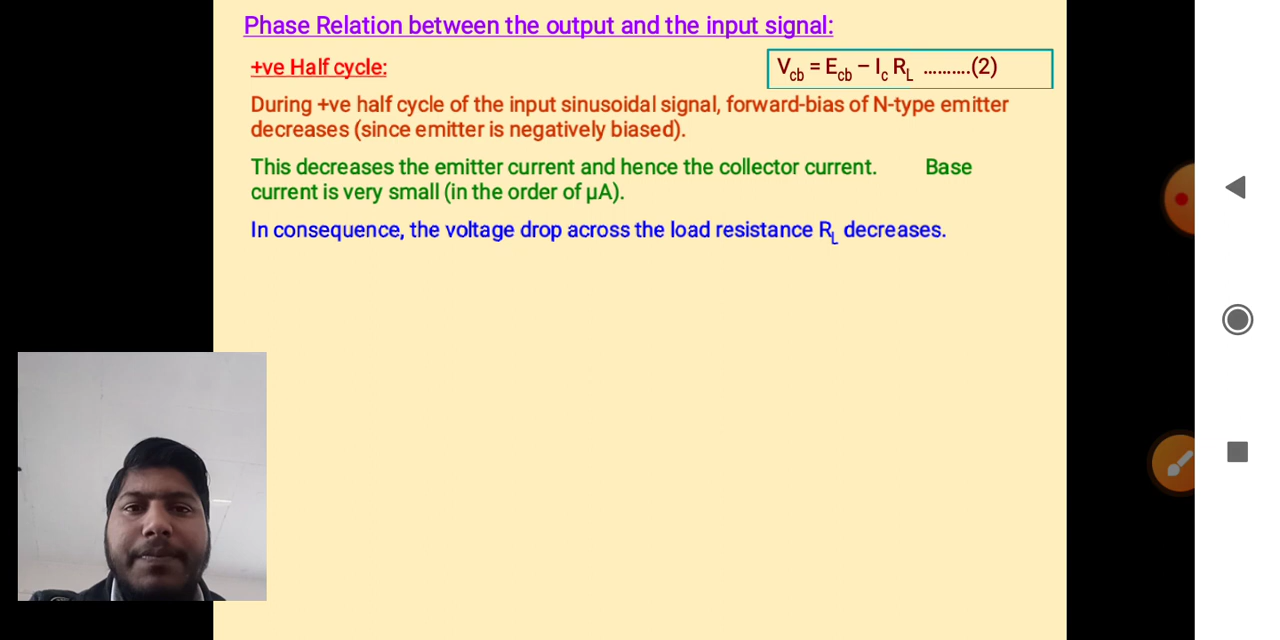 Phase Relation between the output and the input signal:
+ve Half cycle:
Vcb = Ecb – Ic RL ..........(2)
During +ve half cycle of the input sinusoidal signal, forward-bias of N-type emitter
decreases (since emitter is negatively biased).
This decreases the emitter current and hence the collector current. Base
current is very small (in the order of μA).
In consequence, the voltage drop across the load resistance RL decreases.